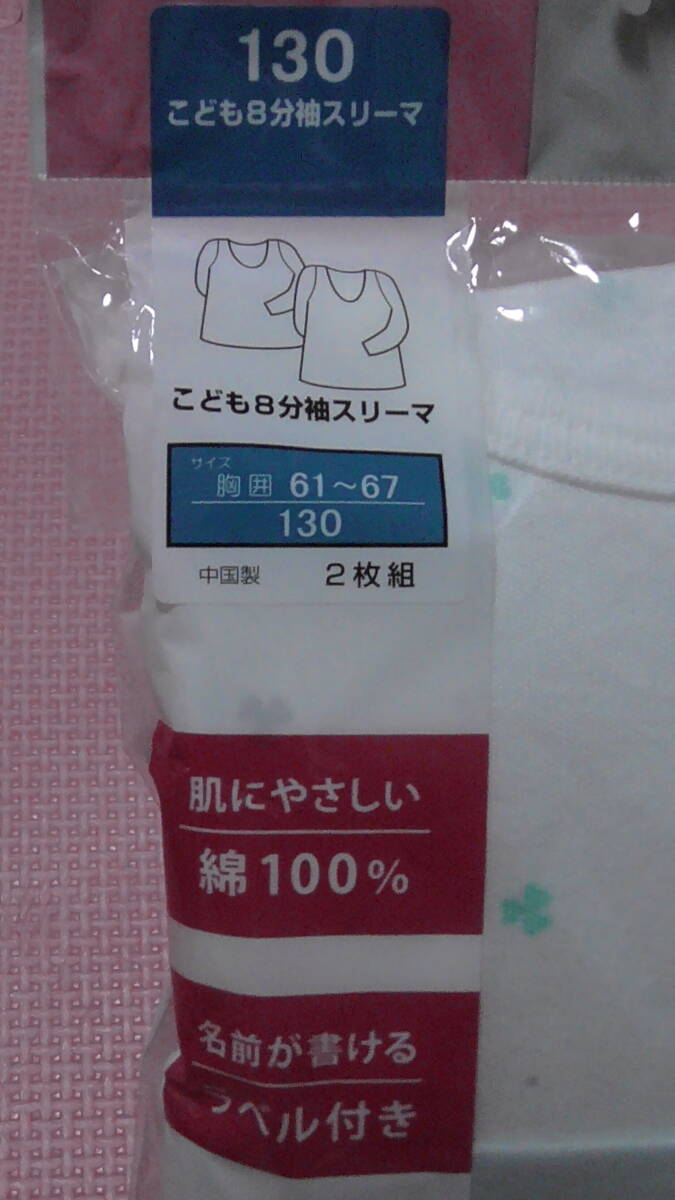 130
こども8分袖スリーマ
こども8分袖スリーマ
サイズ
胸囲 61～67
130
中国製 2枚組
肌にやさしい
綿100%
名前が書ける
ラベル付き